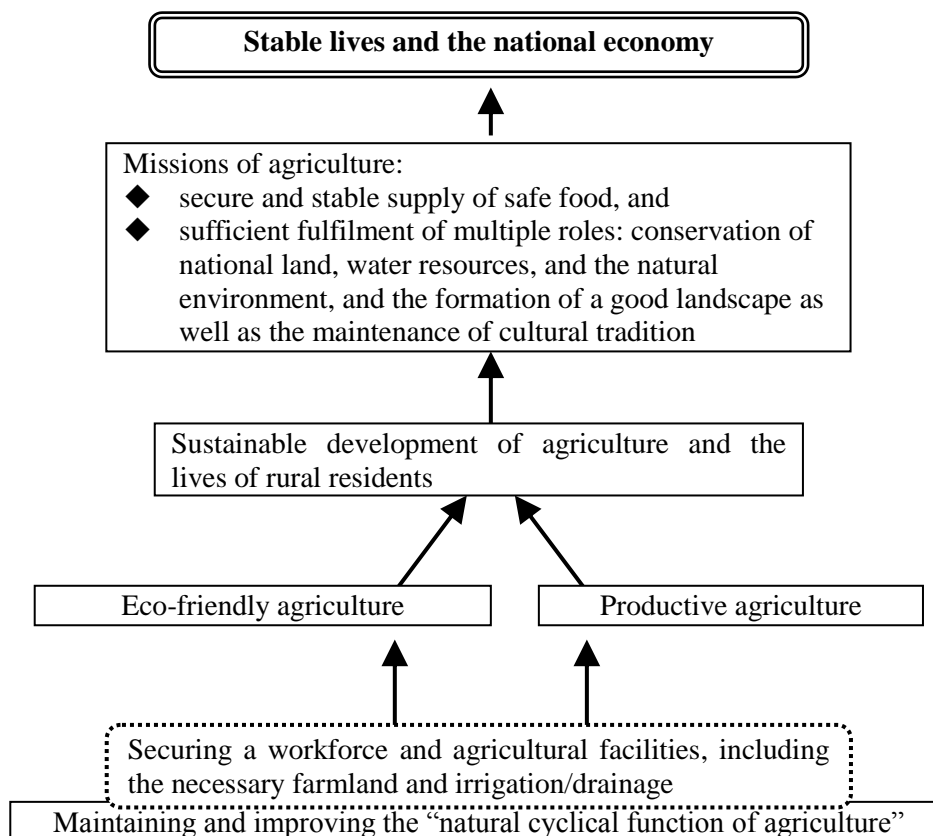 Stable lives and the national economy
Missions of agriculture:
◆ secure and stable supply of safe food, and
◆ sufficient fulfilment of multiple roles: conservation of
national land, water resources, and the natural
environment, and the formation of a good landscape as
well as the maintenance of cultural tradition
Sustainable development of agriculture and the
lives of rural residents
Eco-friendly agriculture
Productive agriculture
Securing a workforce and agricultural facilities, including
the necessary farmland and irrigation/drainage
Maintaining and improving the “natural cyclical function of agriculture”